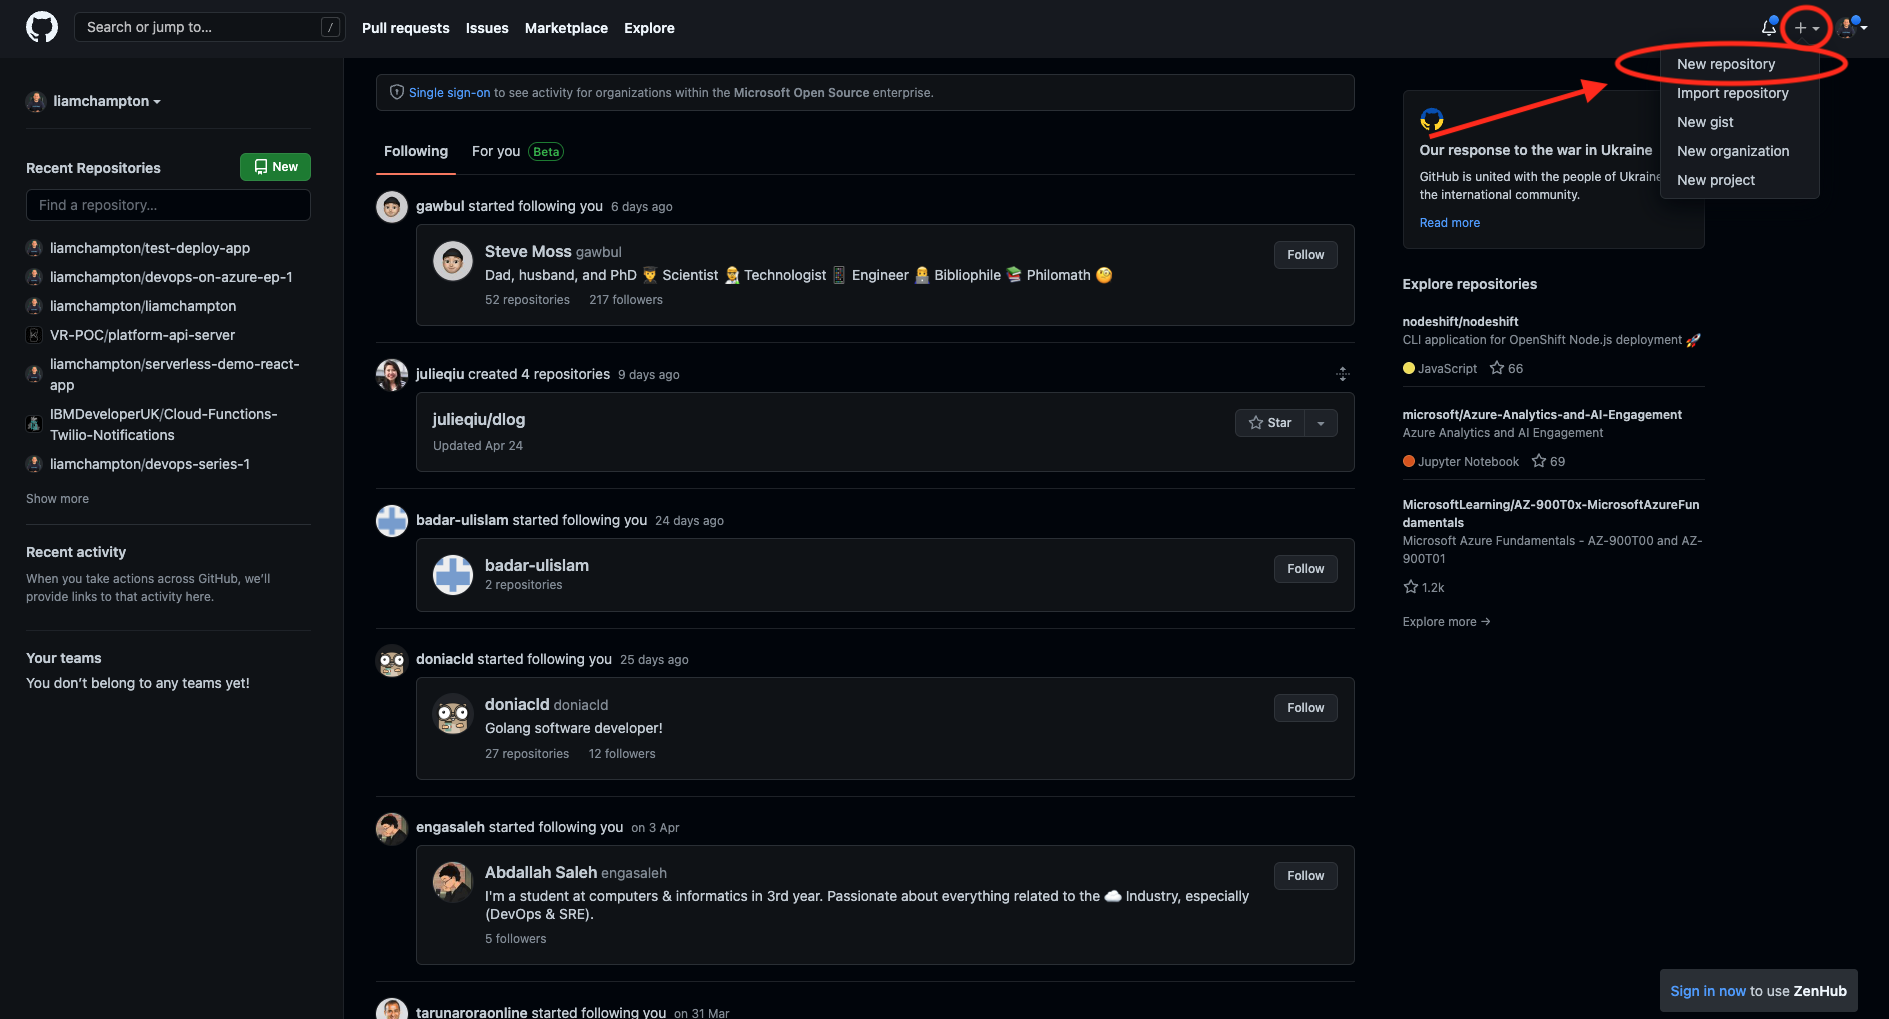 Search or jump to...
/
Pull requests
Issues
Marketplace
Explore
liamchampton
Recent Repositories
New
Find a repository...
liamchampton/test-deploy-app
liamchampton/devops-on-azure-ep-1
liamchampton/liamchampton
VR-POC/platform-api-server
liamchampton/serverless-demo-react-
app
IBMDeveloperUK/Cloud-Functions-
Twilio-Notifications
liamchampton/devops-series-1
Show more
Recent activity
When you take actions across GitHub, we'll
provide links to that activity here.
Your teams
You don't belong to any teams yet!
Single sign-on to see activity for organizations within the Microsoft Open Source enterprise.
Following
For you Beta
gawbul started following you 6 days ago
Steve Moss gawbul
Dad, husband, and PhD 👨‍🎓 Scientist 👨‍🔬 Technologist 📱 Engineer 👨‍💻 Bibliophile 📚 Philomath 🧐
52 repositories 217 followers
Follow
julieqiu created 4 repositories 9 days ago
julieqiu/dlog
Updated Apr 24
Star
badar-ulislam started following you 24 days ago
badar-ulislam
2 repositories
Follow
doniacld started following you 25 days ago
doniacld doniacld
Golang software developer!
27 repositories 12 followers
Follow
engasaleh started following you on 3 Apr
Abdallah Saleh engasaleh
I'm a student at computers & informatics in 3rd year. Passionate about everything related to the ☁️ Industry, especially
(DevOps & SRE).
5 followers
Follow
tarunaroraonline started following you on 31 Mar
New repository
Import repository
New gist
New organization
New project
Our response to the war in Ukraine
GitHub is united with the people of Ukraine
the international community.
Read more
Explore repositories
nodeshift/nodeshift
CLI application for OpenShift Node.js deployment 🚀
JavaScript 66
microsoft/Azure-Analytics-and-AI-Engagement
Azure Analytics and AI Engagement
Jupyter Notebook 69
MicrosoftLearning/AZ-900T0x-MicrosoftAzureFun
damentals
Microsoft Azure Fundamentals - AZ-900T00 and AZ-
900T01
1.2k
Explore more →
Sign in now to use ZenHub